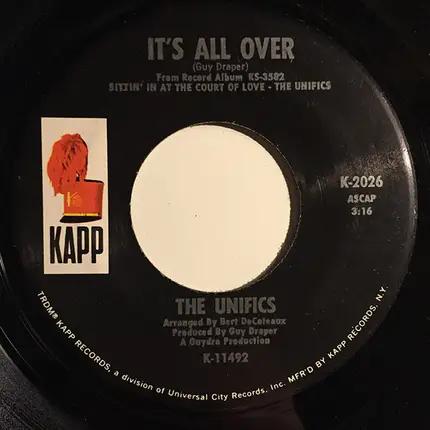 IT'S ALL OVER
(Guy Draper)
From Record Album KS-3582
SITTIN' IN AT THE COURT OF LOVE - THE UNIFICS
K-2026
ASCAP
3:16
KAPP
THE UNIFICS
Arranged By Bert DeCoteaux
Produced By Guy Draper
A Guydra Production
K-11492
TRDM® KAPP RECORDS, a division of Universal City Records, Inc. MFR'D BY KAPP RECORDS, N.Y.